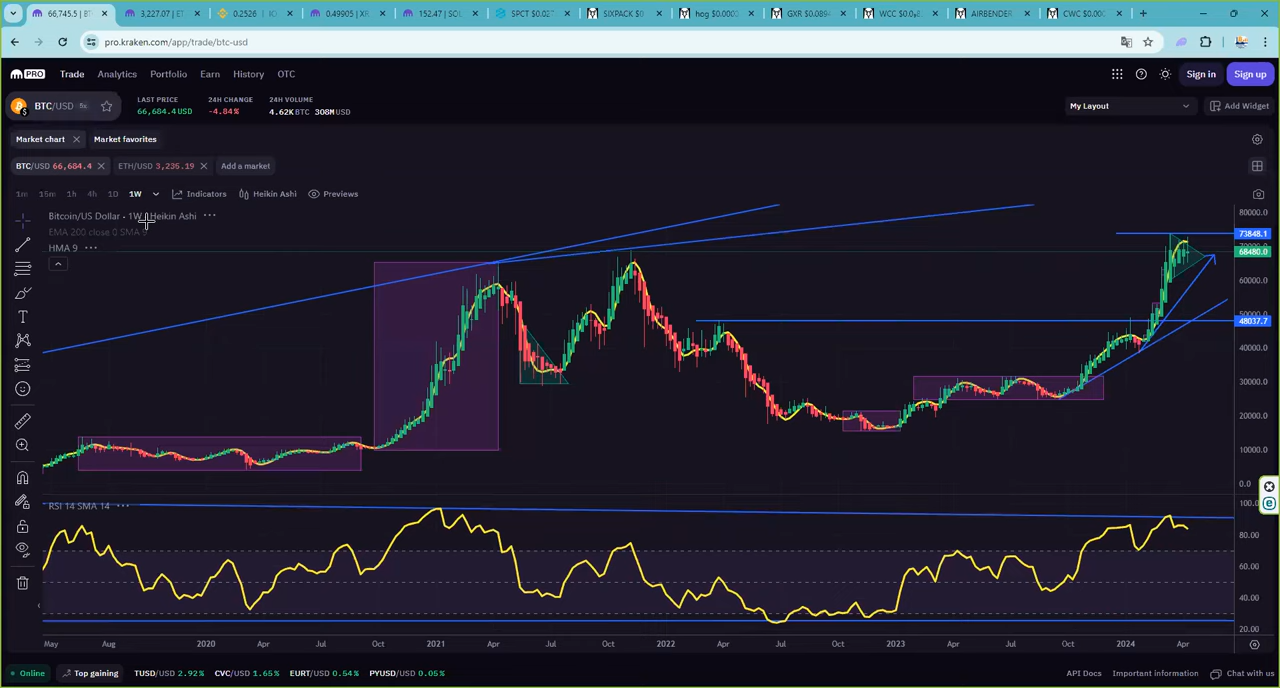 66,745.5 | B
3,227.07 | ET
0.2526 |
0.49905 | XR
152.47 | SOL
SPCT $0.02
SIXPACK $0
hog $0.000
GXR $0.089
WCC $0.0
AIRBENDER
CWC $0.00
pro.kraken.com/app/trade/btc-usd
PRO Trade Analytics Portfolio Earn History OTC Sign in Sign up
BTC/USD 5x
LAST PRICE 24H CHANGE 24H VOLUME
66,684.4 USD -4.84% 4.62K BTC 308M USD
My Layout Add Widget
Market chart Market favorites
BTC/USD 66,684.4 ETH/USD 3,235.19 Add a market
1m 15m 1h 4h 1D 1W Indicators Heikin Ashi Previews
Bitcoin/US Dollar · 1W Heikin Ashi
EMA 200 close 0 SMA 9
HMA 9
80000.0
73848.1
68480.0
60000.0
48037.7
40000.0
30000.0
20000.0
10000.0
0.0
RSI 14 SMA 14
80.00
60.00
40.00
20.00
May Aug 2020 Apr Jul Oct 2021 Apr Jul Oct 2022 Apr Jul Oct 2023 Apr Jul Oct 2024 Apr
Online Top gaining TUSD/USD 2.92% CVC/USD 1.65% EURT/USD 0.54% PYUSD/USD 0.05% API Docs Important information Chat with us